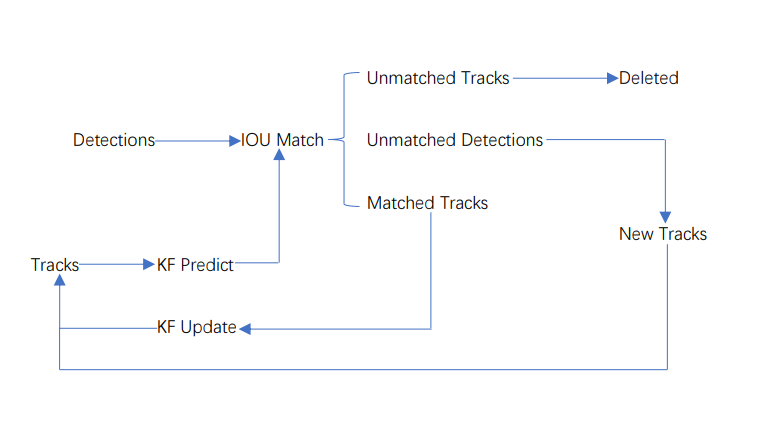 Unmatched Tracks
Deleted
Detections
IOU Match
Unmatched Detections
Matched Tracks
New Tracks
Tracks
KF Predict
KF Update